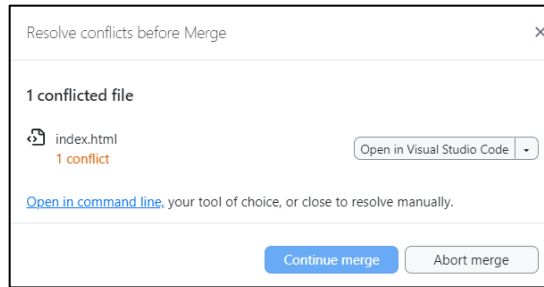 Resolve conflicts before Merge
1 conflicted file
index.html
Open in Visual Studio Code
1 conflict
Open in command line, your tool of choice, or close to resolve manually.
Continue merge
Abort merge